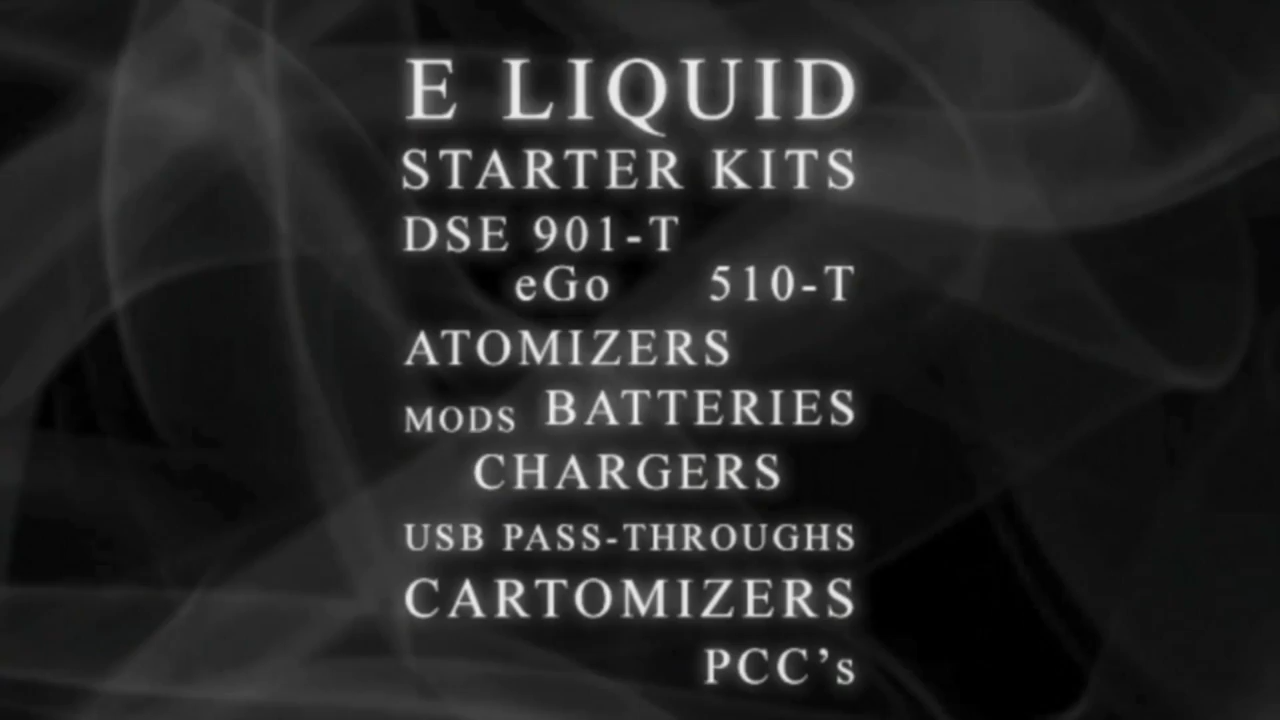 E LIQUID
STARTER KITS
DSE 901-T
eGo 510-T
ATOMIZERS
MODS BATTERIES
CHARGERS
USB PASS-THROUGHS
CARTOMIZERS
PCC's